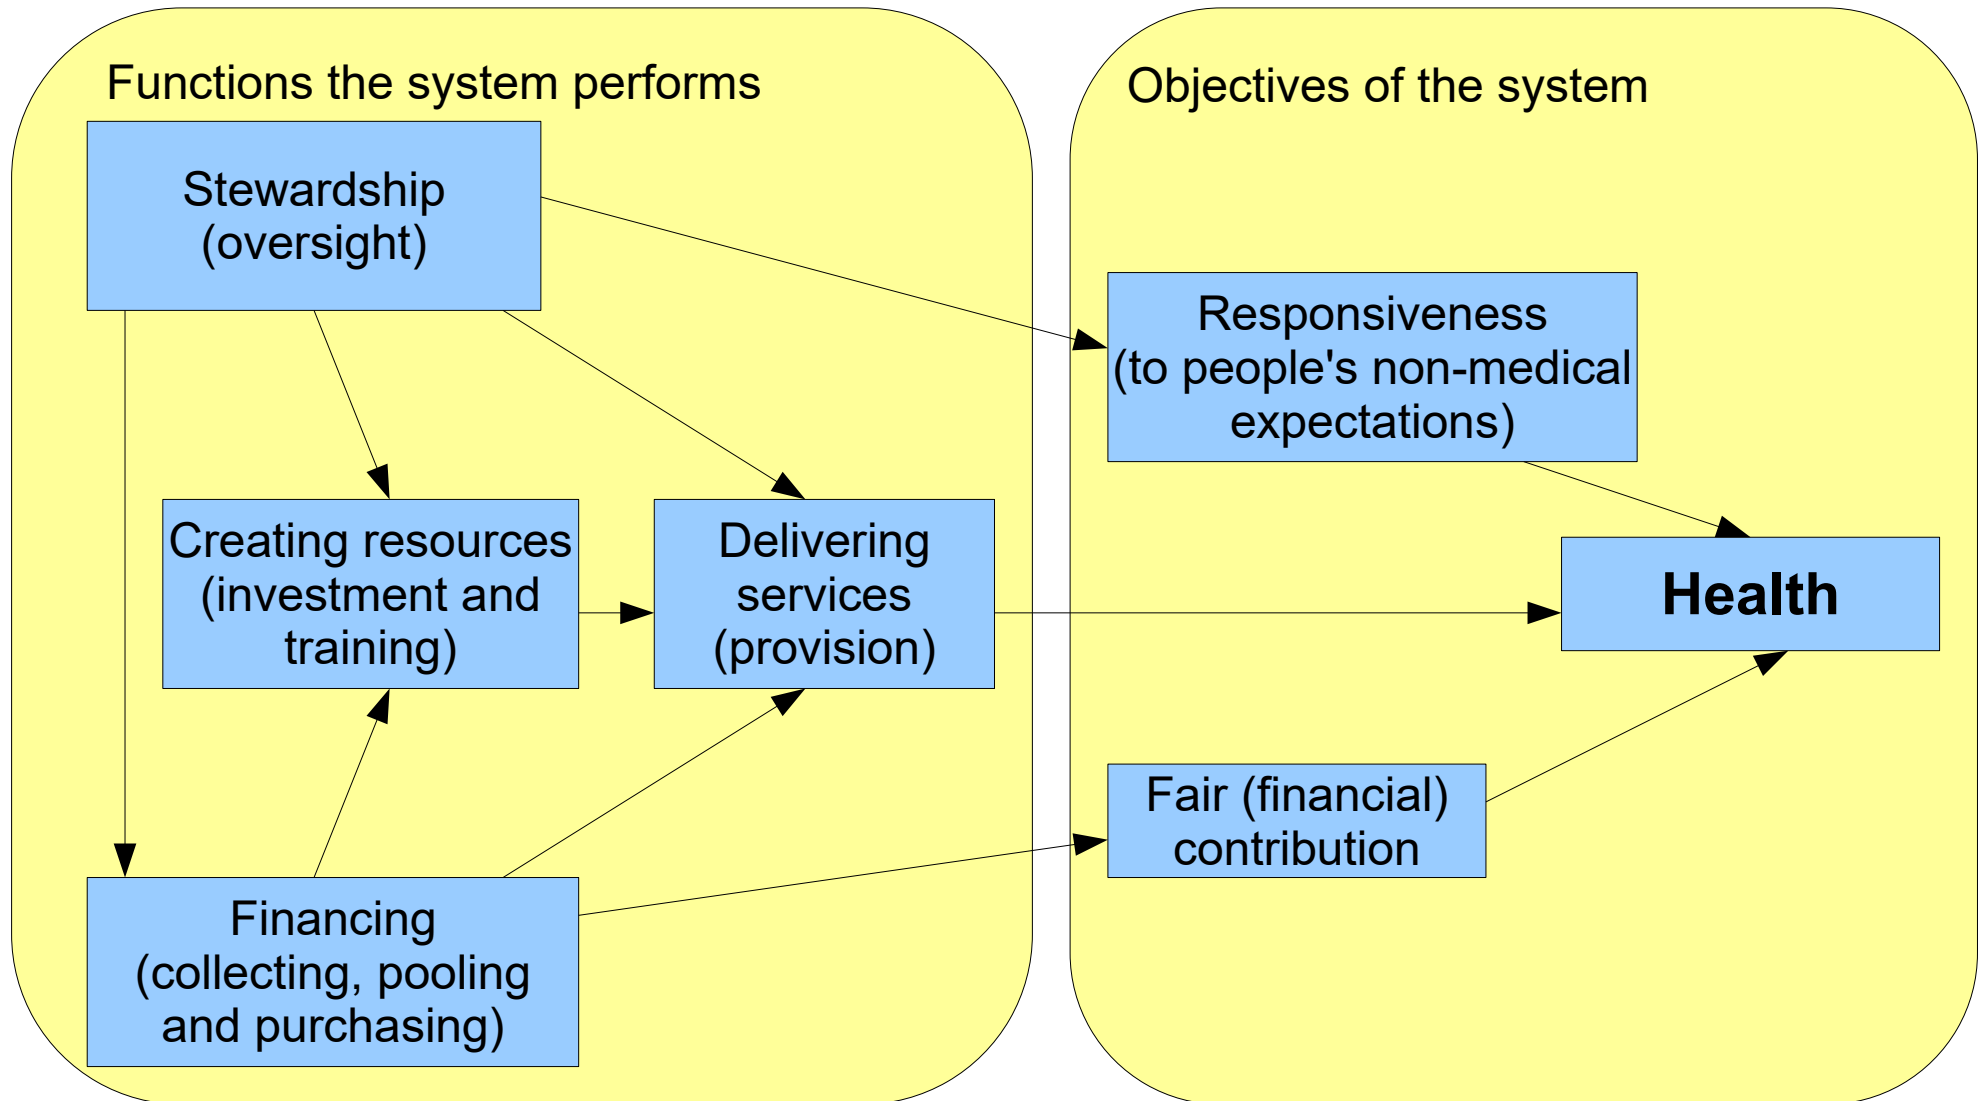 Functions the system performs
Stewardship
(oversight)
Creating resources
(investment and
training)
Delivering
services
(provision)
Financing
(collecting, pooling
and purchasing)
Objectives of the system
Responsiveness
(to people's non-medical
expectations)
Health
Fair (financial)
contribution